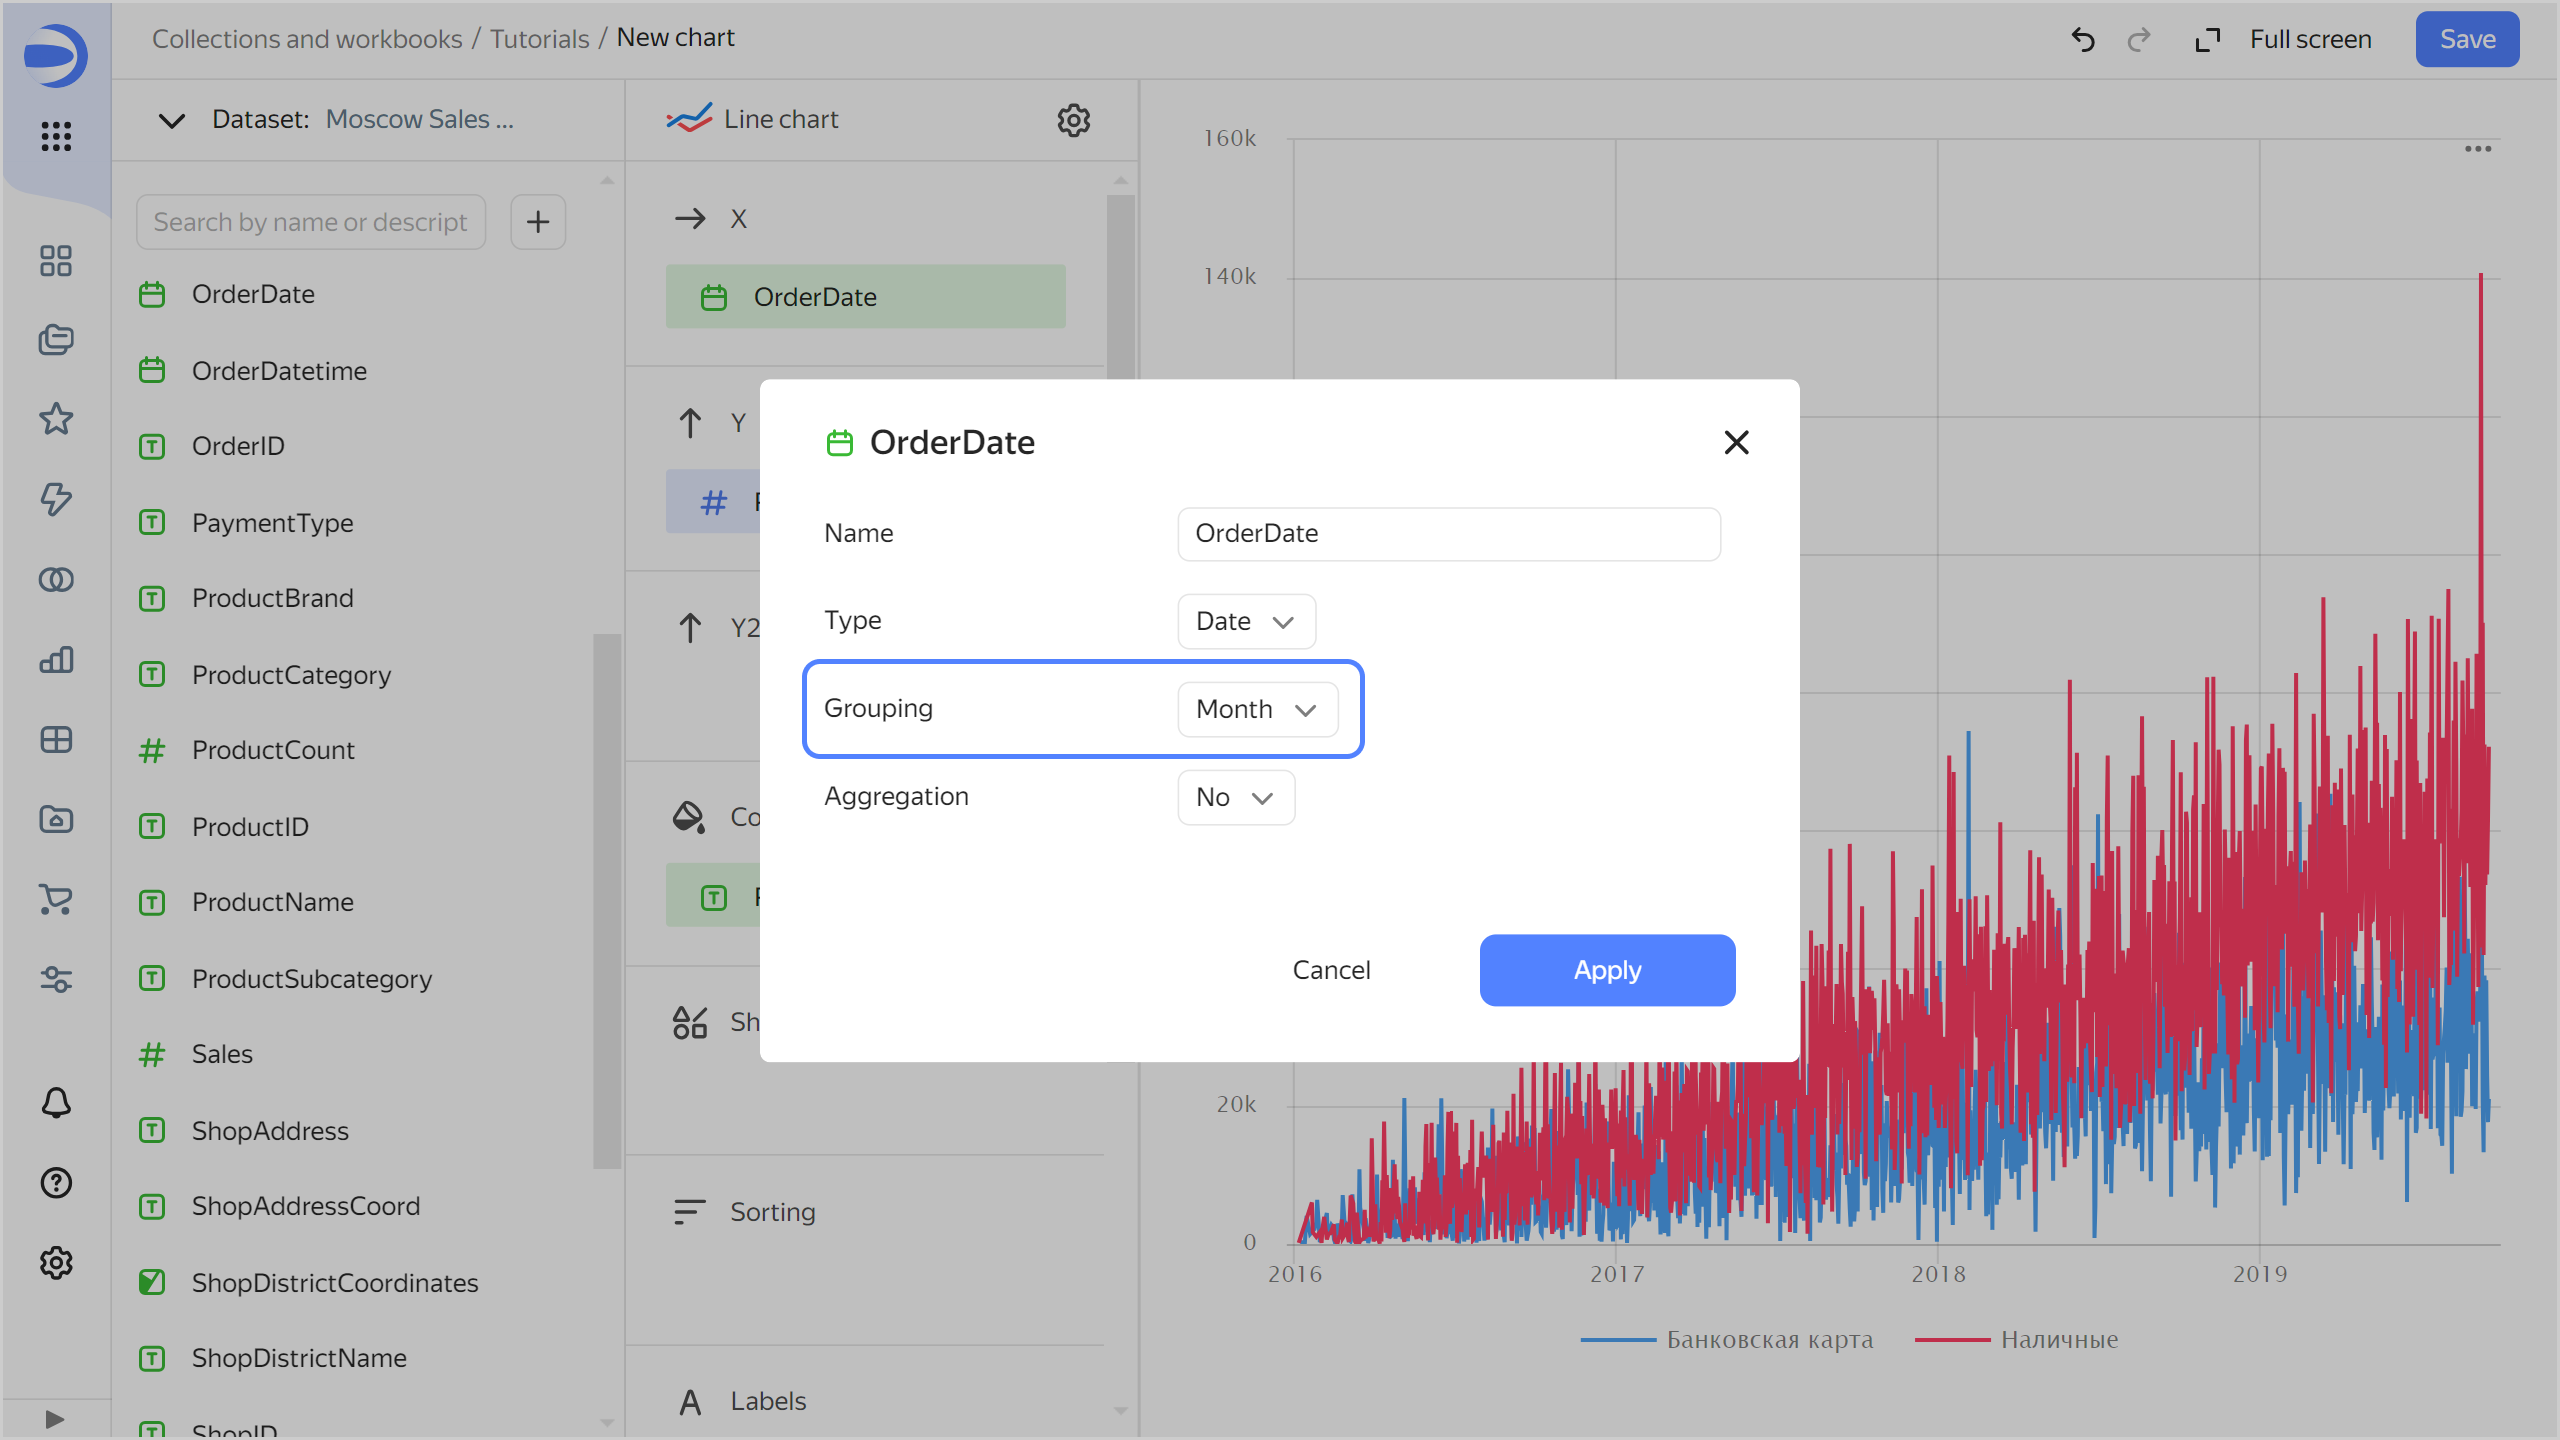 Collections and workbooks / Tutorials / New chart
Full screen
Save
Dataset: Moscow Sales ...
Line chart
Search by name or descript
OrderDate
OrderDatetime
OrderID
PaymentType
ProductBrand
ProductCategory
ProductCount
ProductID
ProductName
ProductSubcategory
Sales
ShopAddress
ShopAddressCoord
ShopDistrictCoordinates
ShopDistrictName
ShopID
X
OrderDate
Y
Y2
Co
Sh
Sorting
Labels
OrderDate
Name
OrderDate
Type
Date
Grouping
Month
Aggregation
No
Cancel
Apply
160k
140k
20k
0
2016
2017
2018
2019
Банковская карта
Наличные